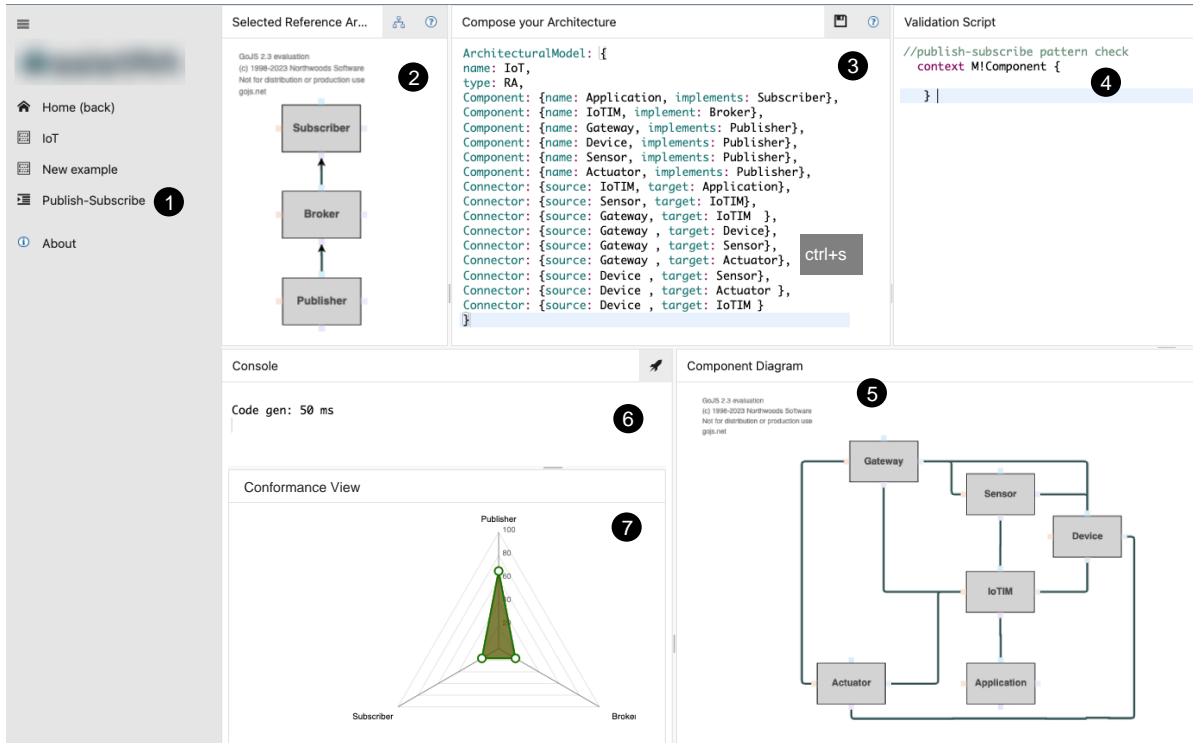 Home (back)
IoT
New example
Publish-Subscribe
1
About
Selected Reference Ar...
GoJS 2.3 evaluation
(c) 1998-2023 Northwoods Software
Not for distribution or production use
gojs.net
2
Subscriber
Broker
Publisher
Compose your Architecture
ArchitecturalModel: {
name: IoT,
type: RA,
Component: {name: Application, implements: Subscriber},
Component: {name: IoTIM, implement: Broker},
Component: {name: Gateway, implements: Publisher},
Component: {name: Device, implements: Publisher},
Component: {name: Sensor, implements: Publisher},
Component: {name: Actuator, implements: Publisher},
Connector: {source: IoTIM, target: Application},
Connector: {source: Sensor, target: IoTIM},
Connector: {source: Gateway, target: IoTIM  },
Connector: {source: Gateway , target: Device},
Connector: {source: Gateway , target: Sensor},
Connector: {source: Gateway , target: Actuator},
Connector: {source: Device , target: Sensor},
Connector: {source: Device , target: Actuator },
Connector: {source: Device , target: IoTIM }
}
3
ctrl+s
Validation Script
//publish-subscribe pattern check
context M!Component {
}
4
Console
Code gen: 50 ms
6
Conformance View
7
Publisher
100
80
60
40
20
Subscriber
Broker
Component Diagram
5
GoJS 2.3 evaluation
(c) 1998-2023 Northwoods Software
Not for distribution or production use
gojs.net
Gateway
Sensor
Device
IoTIM
Actuator
Application